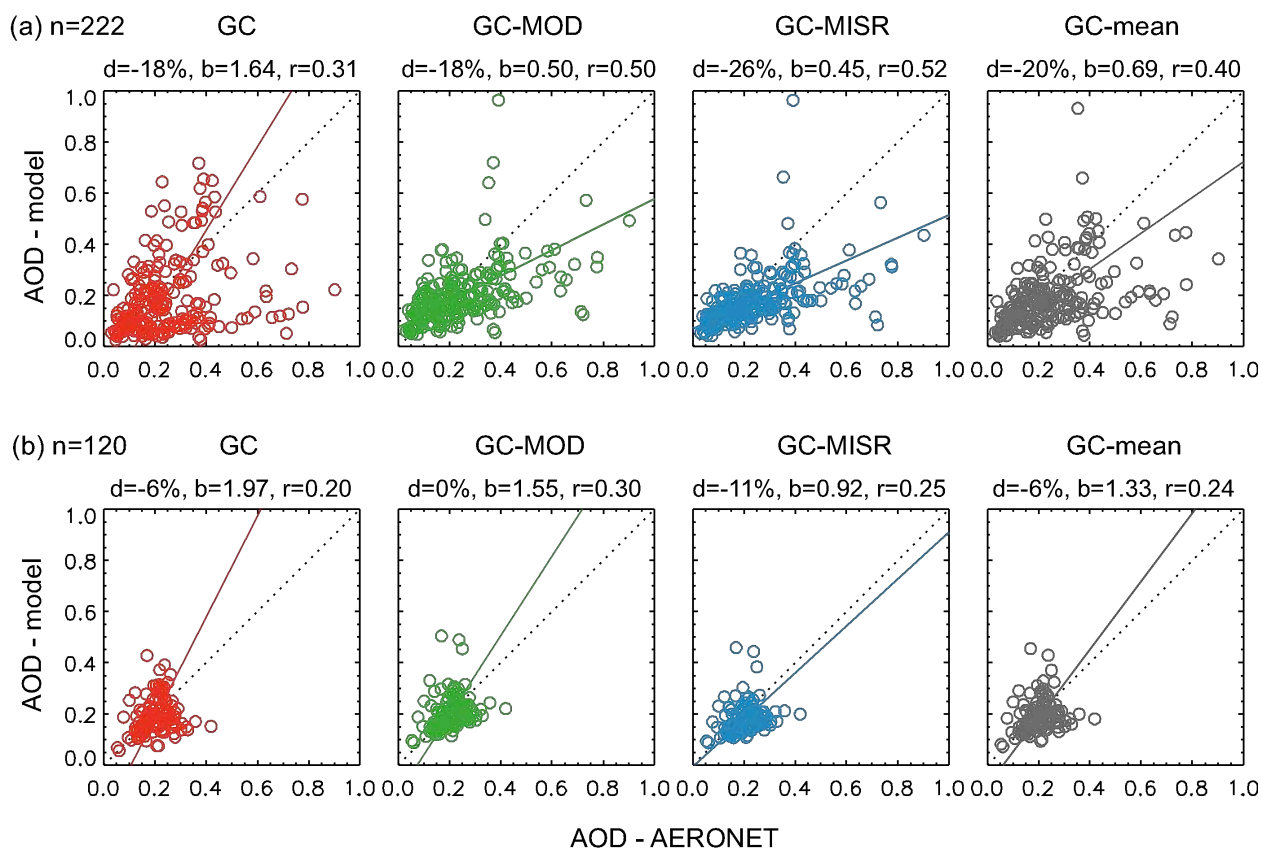 (a) n=222 GC GC-MOD GC-MISR GC-mean
d=-18%, b=1.64, r=0.31 d=-18%, b=0.50, r=0.50 d=-26%, b=0.45, r=0.52 d=-20%, b=0.69, r=0.40
AOD - model
1.0
0.8
0.6
0.4
0.2
0.0
0.0 0.2 0.4 0.6 0.8 1.0 0.0 0.2 0.4 0.6 0.8 1.0 0.0 0.2 0.4 0.6 0.8 1.0 0.0 0.2 0.4 0.6 0.8 1.0
(b) n=120 GC GC-MOD GC-MISR GC-mean
d=-6%, b=1.97, r=0.20 d=0%, b=1.55, r=0.30 d=-11%, b=0.92, r=0.25 d=-6%, b=1.33, r=0.24
AOD - model
1.0
0.8
0.6
0.4
0.2
0.0
0.0 0.2 0.4 0.6 0.8 1.0 0.0 0.2 0.4 0.6 0.8 1.0 0.0 0.2 0.4 0.6 0.8 1.0 0.0 0.2 0.4 0.6 0.8 1.0
AOD - AERONET